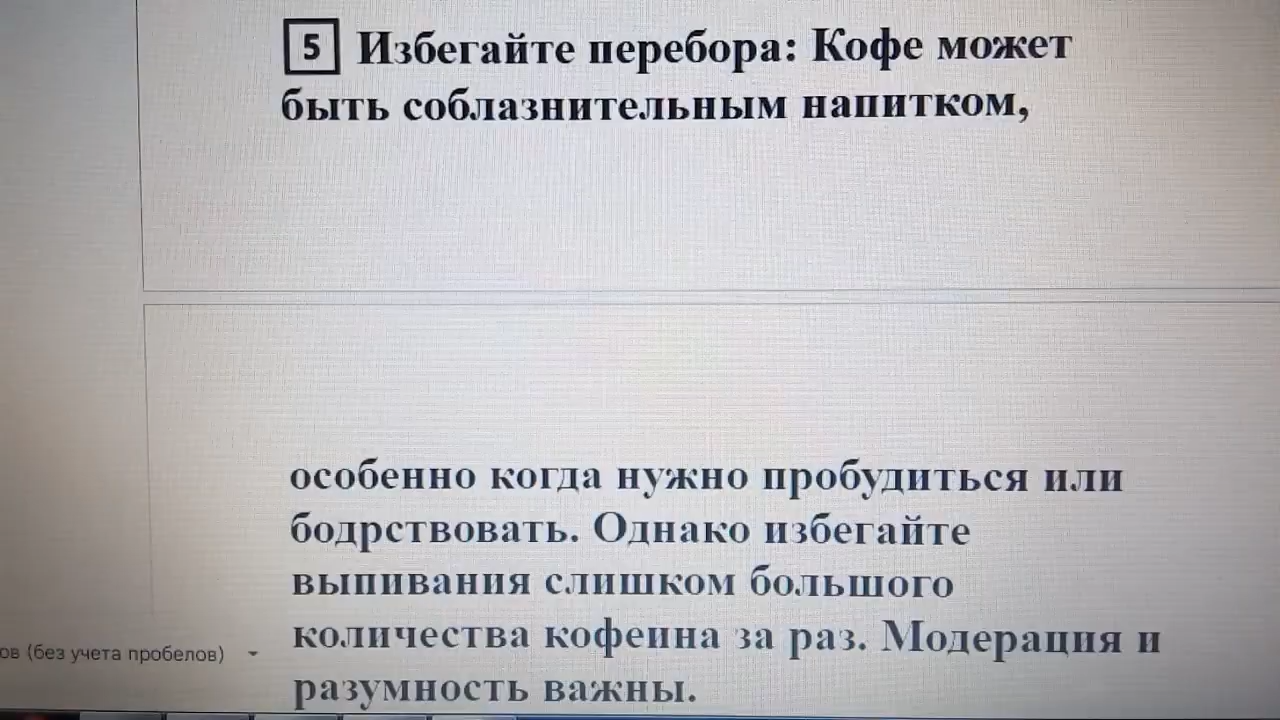 5 Избегайте перебора: Кофе может
быть соблазнительным напитком,
особенно когда нужно пробудиться или
бодрствовать. Однако избегайте
выпивания слишком большого
количества кофеина за раз. Модерация и
разумность важны.
(без учета пробелов)